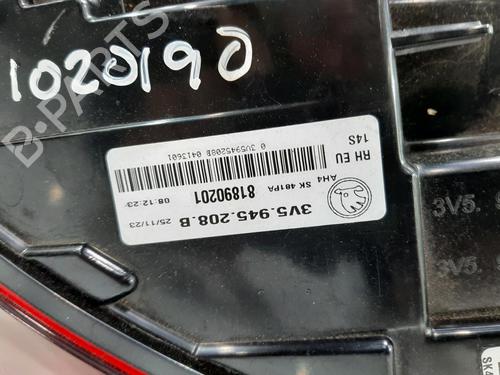 1020190
B-PARTS
0 3V5945208B 0413601
14S
RH EU
AH4
SK 481PA
81890201
08:12:23
3V5.945.208.B
25/11/23
3V5.
3V5.